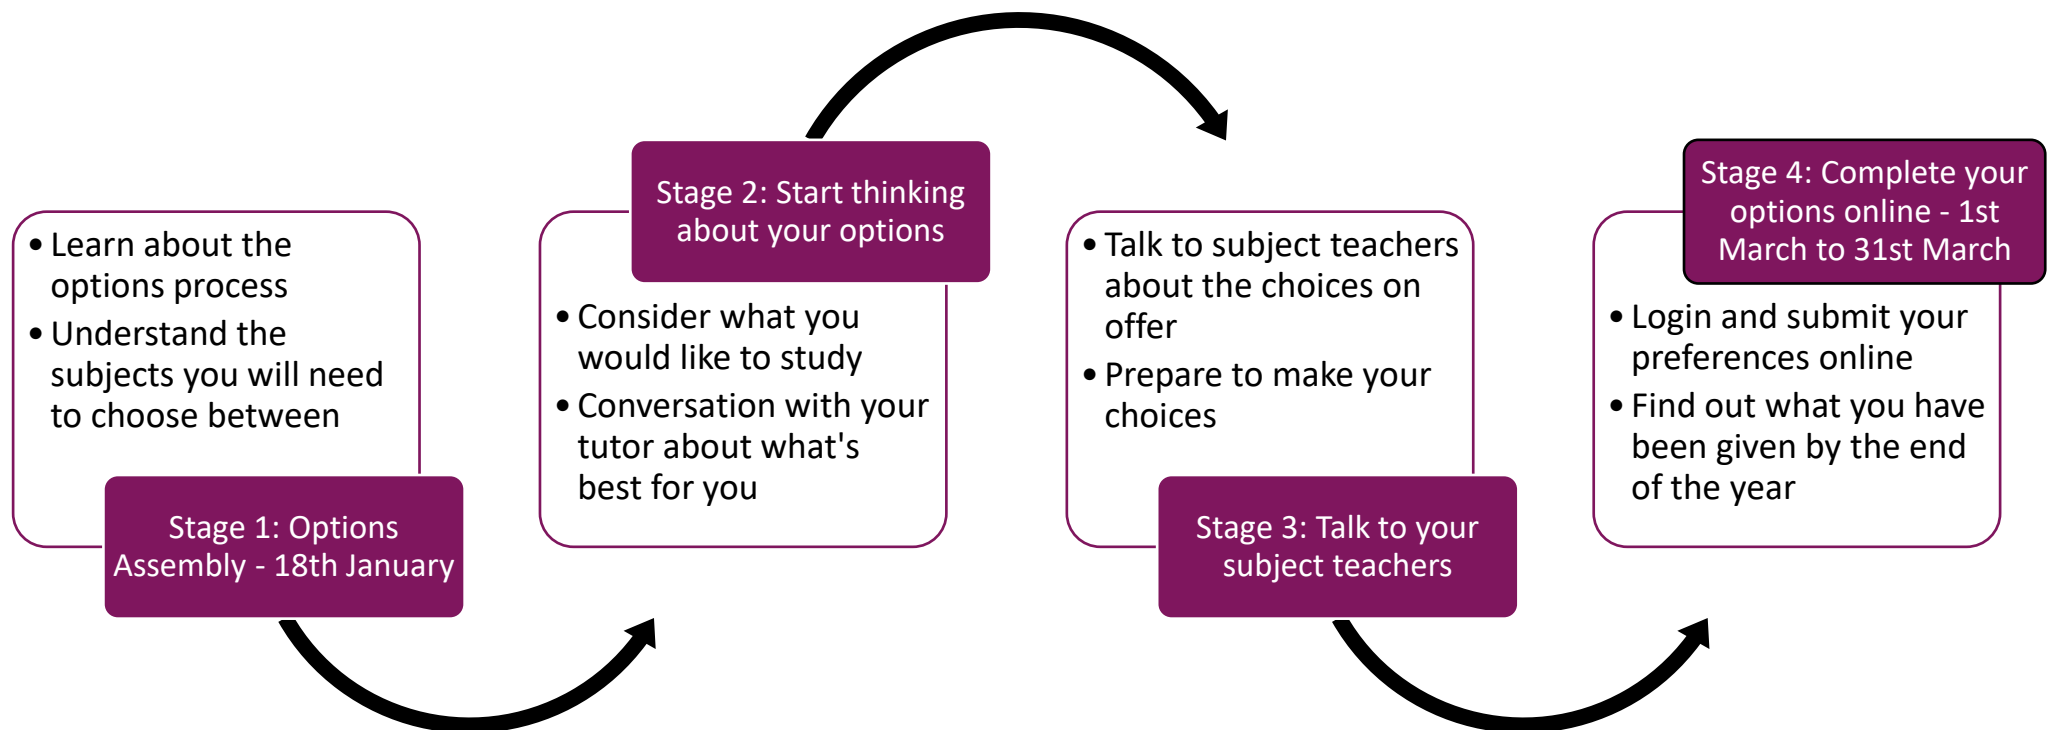 • Learn about the
options process
• Understand the
subjects you will need
to choose between
Stage 1: Options
Assembly - 18th January
Stage 2: Start thinking
about your options
• Consider what you
would like to study
• Conversation with your
tutor about what's
best for you
• Talk to subject teachers
about the choices on
offer
• Prepare to make your
choices
Stage 3: Talk to your
subject teachers
Stage 4: Complete your
options online - 1st
March to 31st March
• Login and submit your
preferences online
• Find out what you have
been given by the end
of the year